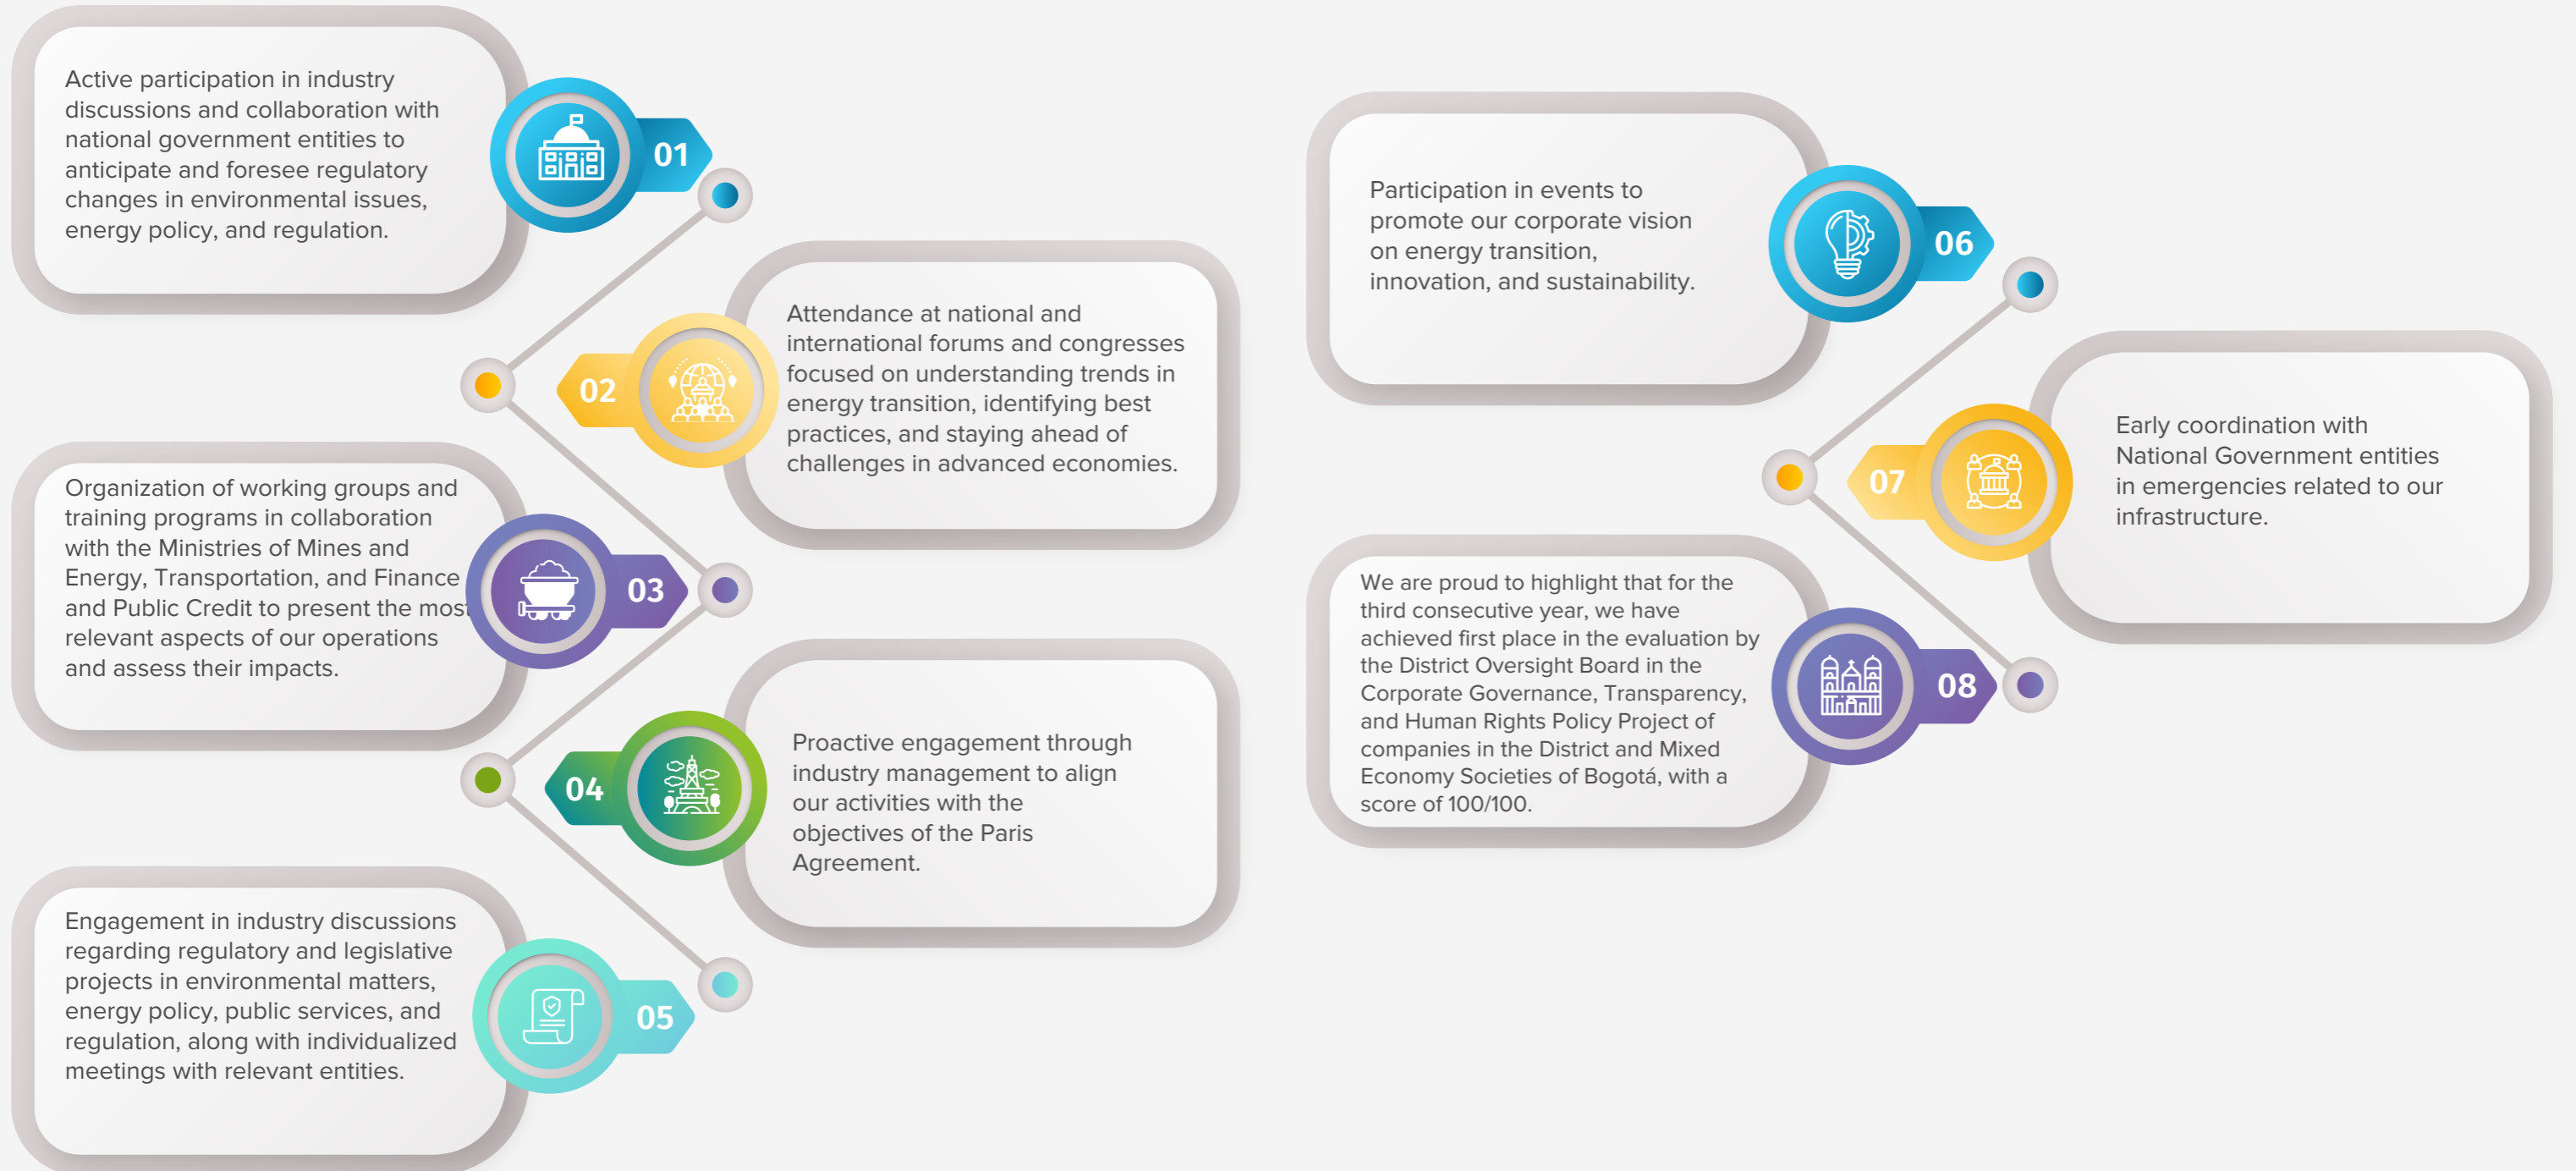 Active participation in industry
discussions and collaboration with
national government entities to
anticipate and foresee regulatory
changes in environmental issues,
energy policy, and regulation.
01
Attendance at national and
international forums and congresses
focused on understanding trends in
energy transition, identifying best
practices, and staying ahead of
challenges in advanced economies.
02
Organization of working groups and
training programs in collaboration
with the Ministries of Mines and
Energy, Transportation, and Finance
and Public Credit to present the most
relevant aspects of our operations
and assess their impacts.
03
Proactive engagement through
industry management to align
our activities with the
objectives of the Paris
Agreement.
04
Engagement in industry discussions
regarding regulatory and legislative
projects in environmental matters,
energy policy, public services, and
regulation, along with individualized
meetings with relevant entities.
05
Participation in events to
promote our corporate vision
on energy transition,
innovation, and sustainability.
06
Early coordination with
National Government entities
in emergencies related to our
infrastructure.
07
We are proud to highlight that for the
third consecutive year, we have
achieved first place in the evaluation by
the District Oversight Board in the
Corporate Governance, Transparency,
and Human Rights Policy Project of
companies in the District and Mixed
Economy Societies of Bogotá, with a
score of 100/100.
08